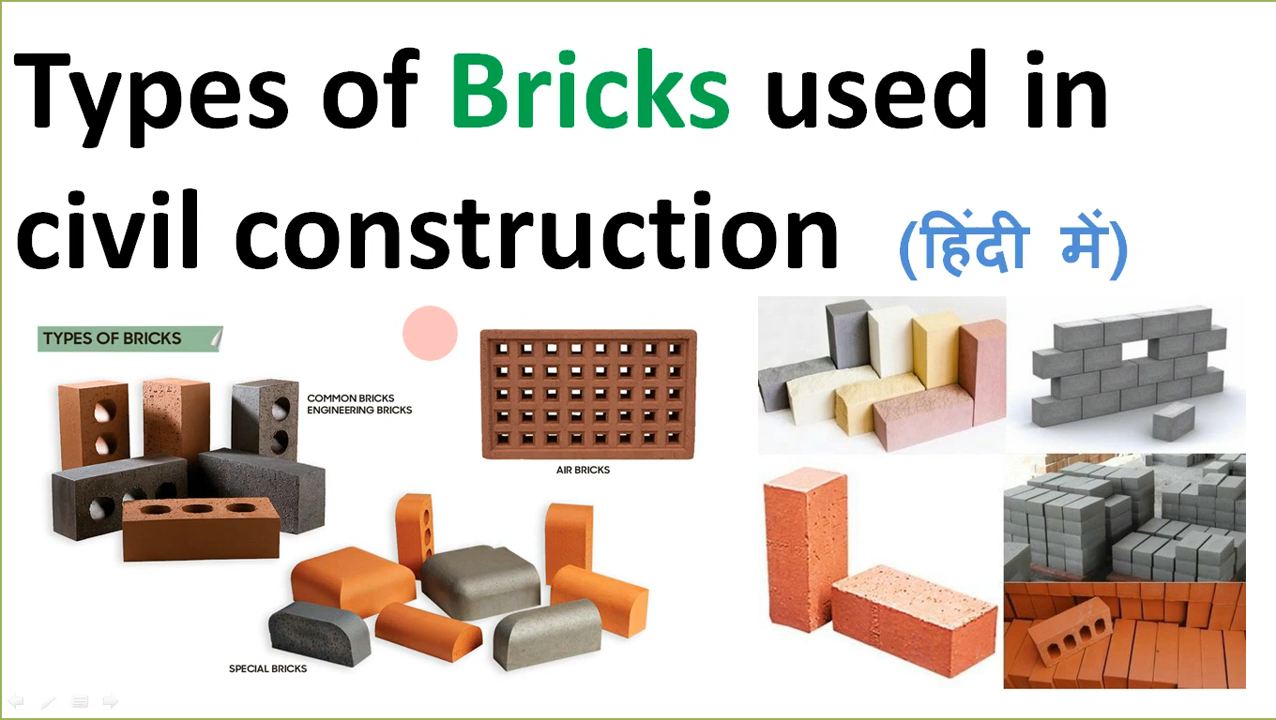 Types of Bricks used in
civil construction (हिंदी में)
TYPES OF BRICKS
COMMON BRICKS
ENGINEERING BRICKS
AIR BRICKS
SPECIAL BRICKS